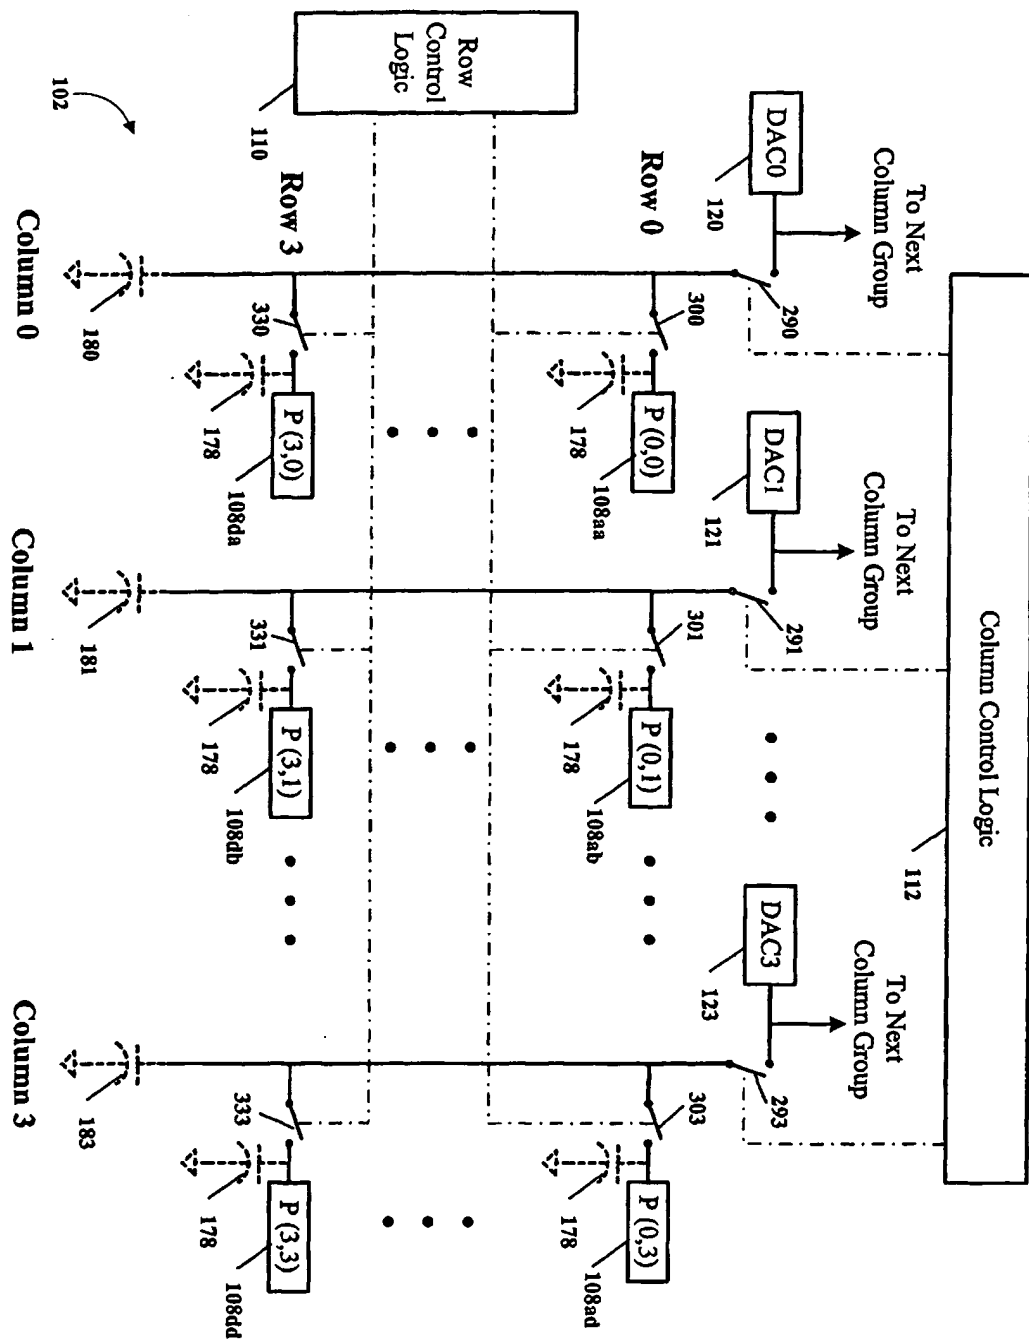 Column Control Logic
112
To Next
Column Group
To Next
Column Group
To Next
Column Group
DAC0
120
290
DAC1
121
291
DAC3
123
293
Row
Control
Logic
110
Row 0
300
P (0,0)
178
108aa
301
P (0,1)
178
108ab
303
P (0,3)
178
108ad
Row 3
330
P (3,0)
178
108da
331
P (3,1)
178
108db
333
P (3,3)
178
108dd
102
180
181
183
Column 0
Column 1
Column 3